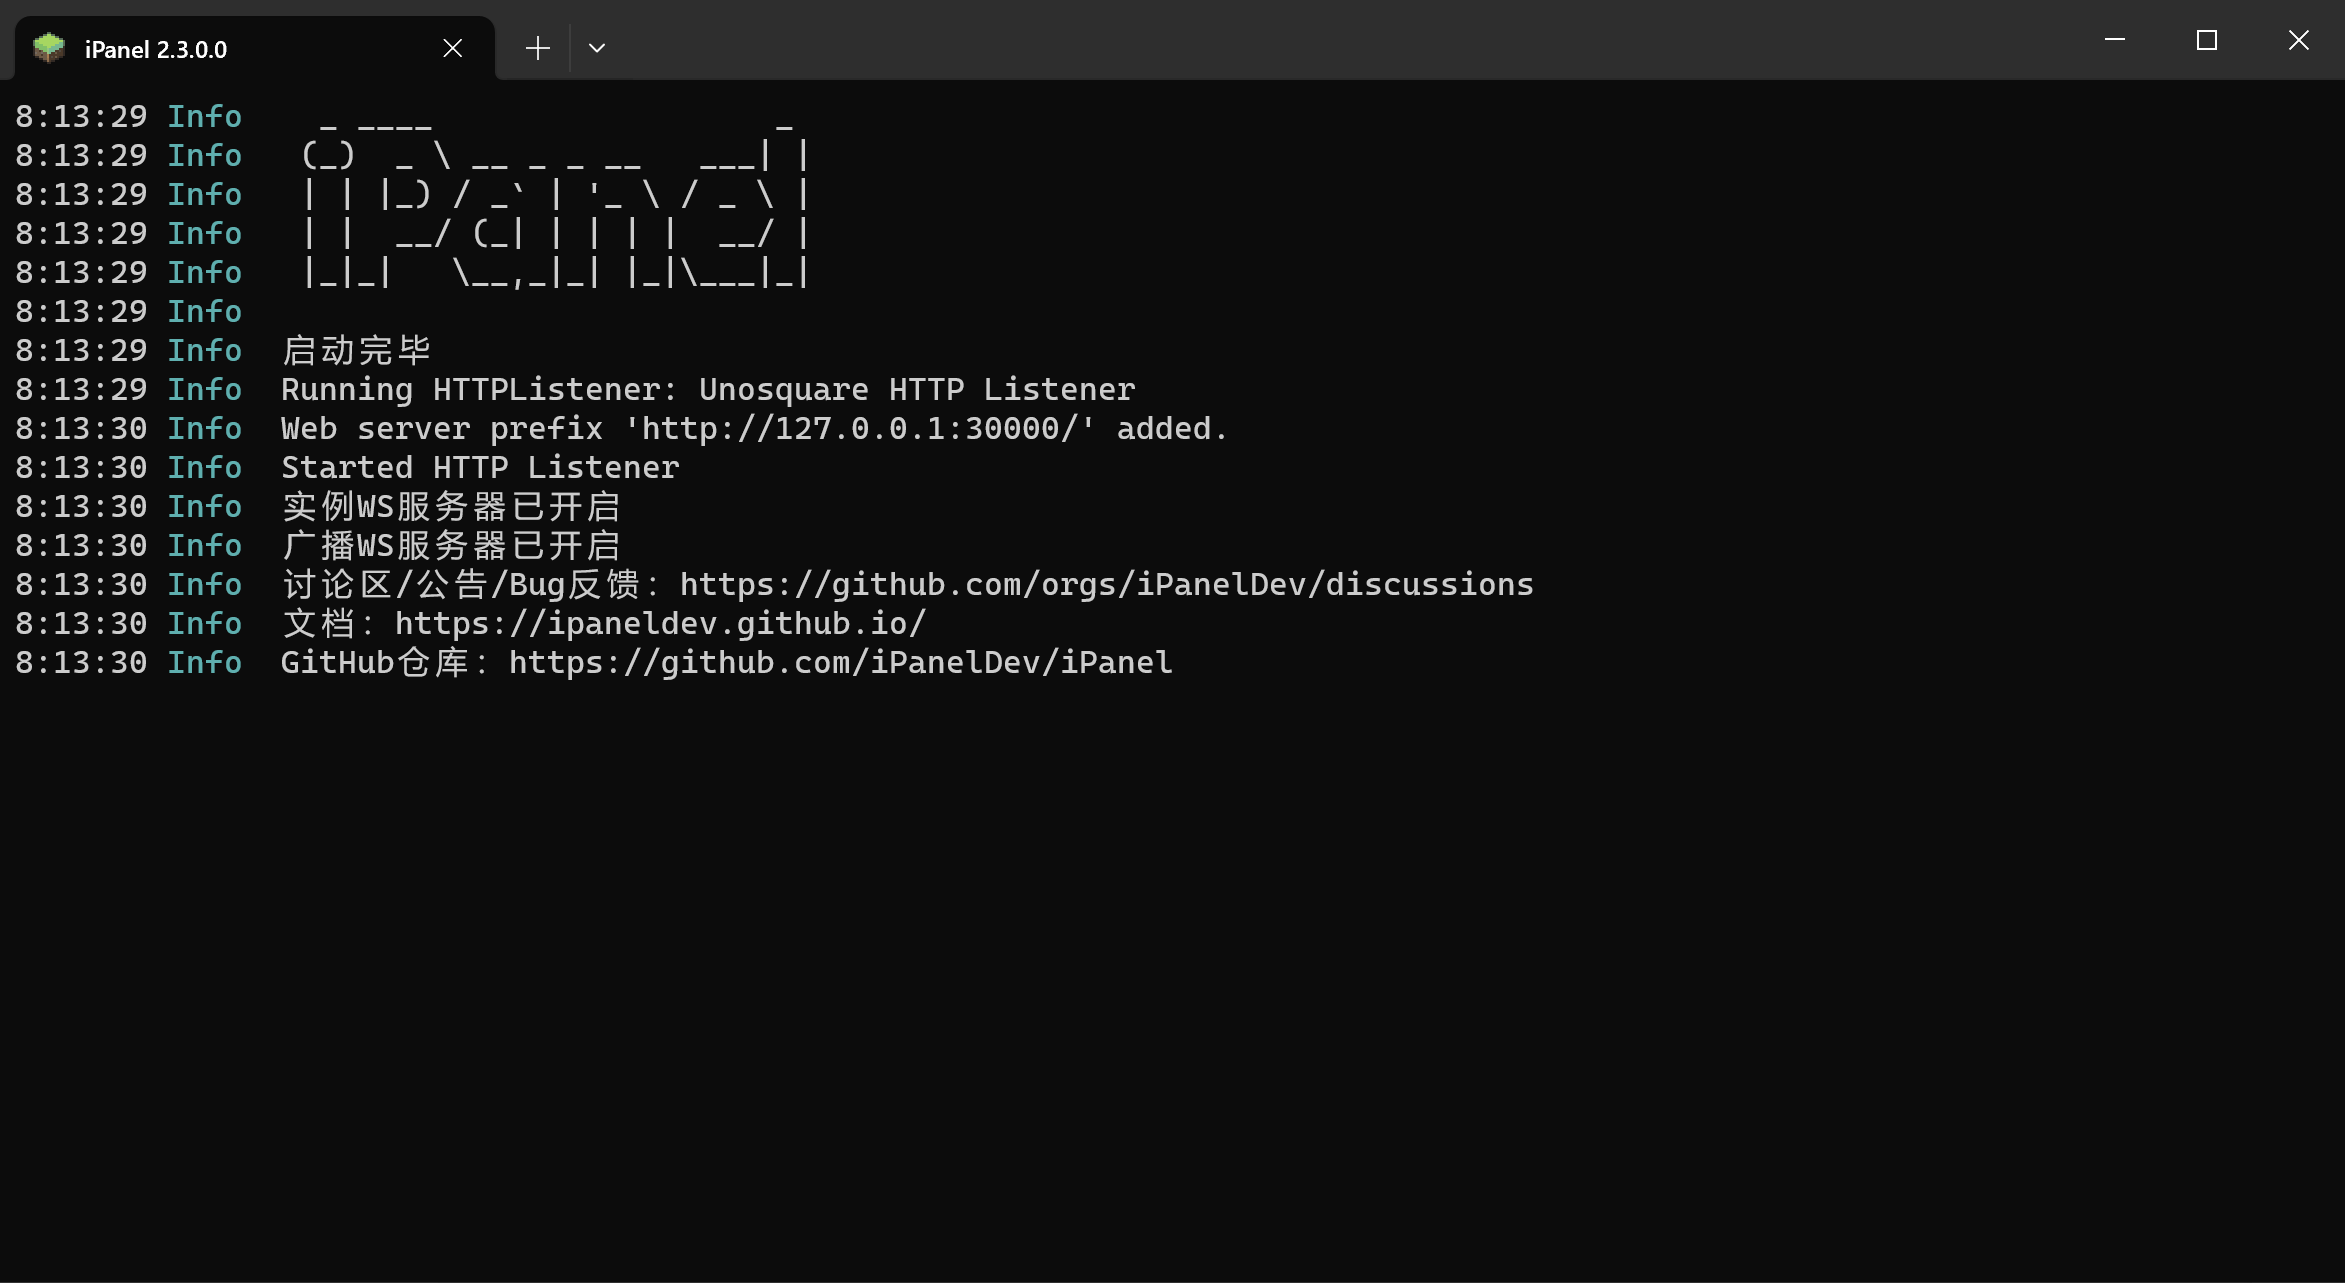 iPanel 2.3.0.0
8:13:29 Info    _ ____                  _
8:13:29 Info   (_)  _ \ __ _ _ __   ___| |
8:13:29 Info   | | |_) / _` | '_ \ / _ \ |
8:13:29 Info   | |  __/ (_| | | | |  __/ |
8:13:29 Info   |_|_|   \__,_|_| |_|\___|_|
8:13:29 Info
8:13:29 Info  启动完毕
8:13:29 Info  Running HTTPListener: Unosquare HTTP Listener
8:13:30 Info  Web server prefix 'http://127.0.0.1:30000/' added.
8:13:30 Info  Started HTTP Listener
8:13:30 Info  实例WS服务器已开启
8:13:30 Info  广播WS服务器已开启
8:13:30 Info  讨论区/公告/Bug反馈：https://github.com/orgs/iPanelDev/discussions
8:13:30 Info  文档：https://ipaneldev.github.io/
8:13:30 Info  GitHub仓库：https://github.com/iPanelDev/iPanel